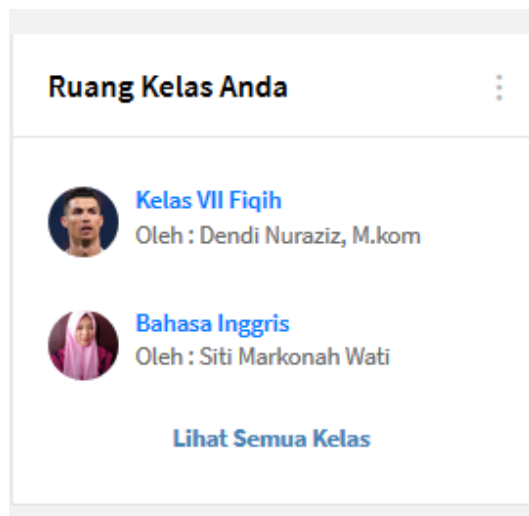 Ruang Kelas Anda
Kelas VII Fiqih
Oleh : Dendi Nuraziz, M.kom
Bahasa Inggris
Oleh : Siti Markonah Wati
Lihat Semua Kelas